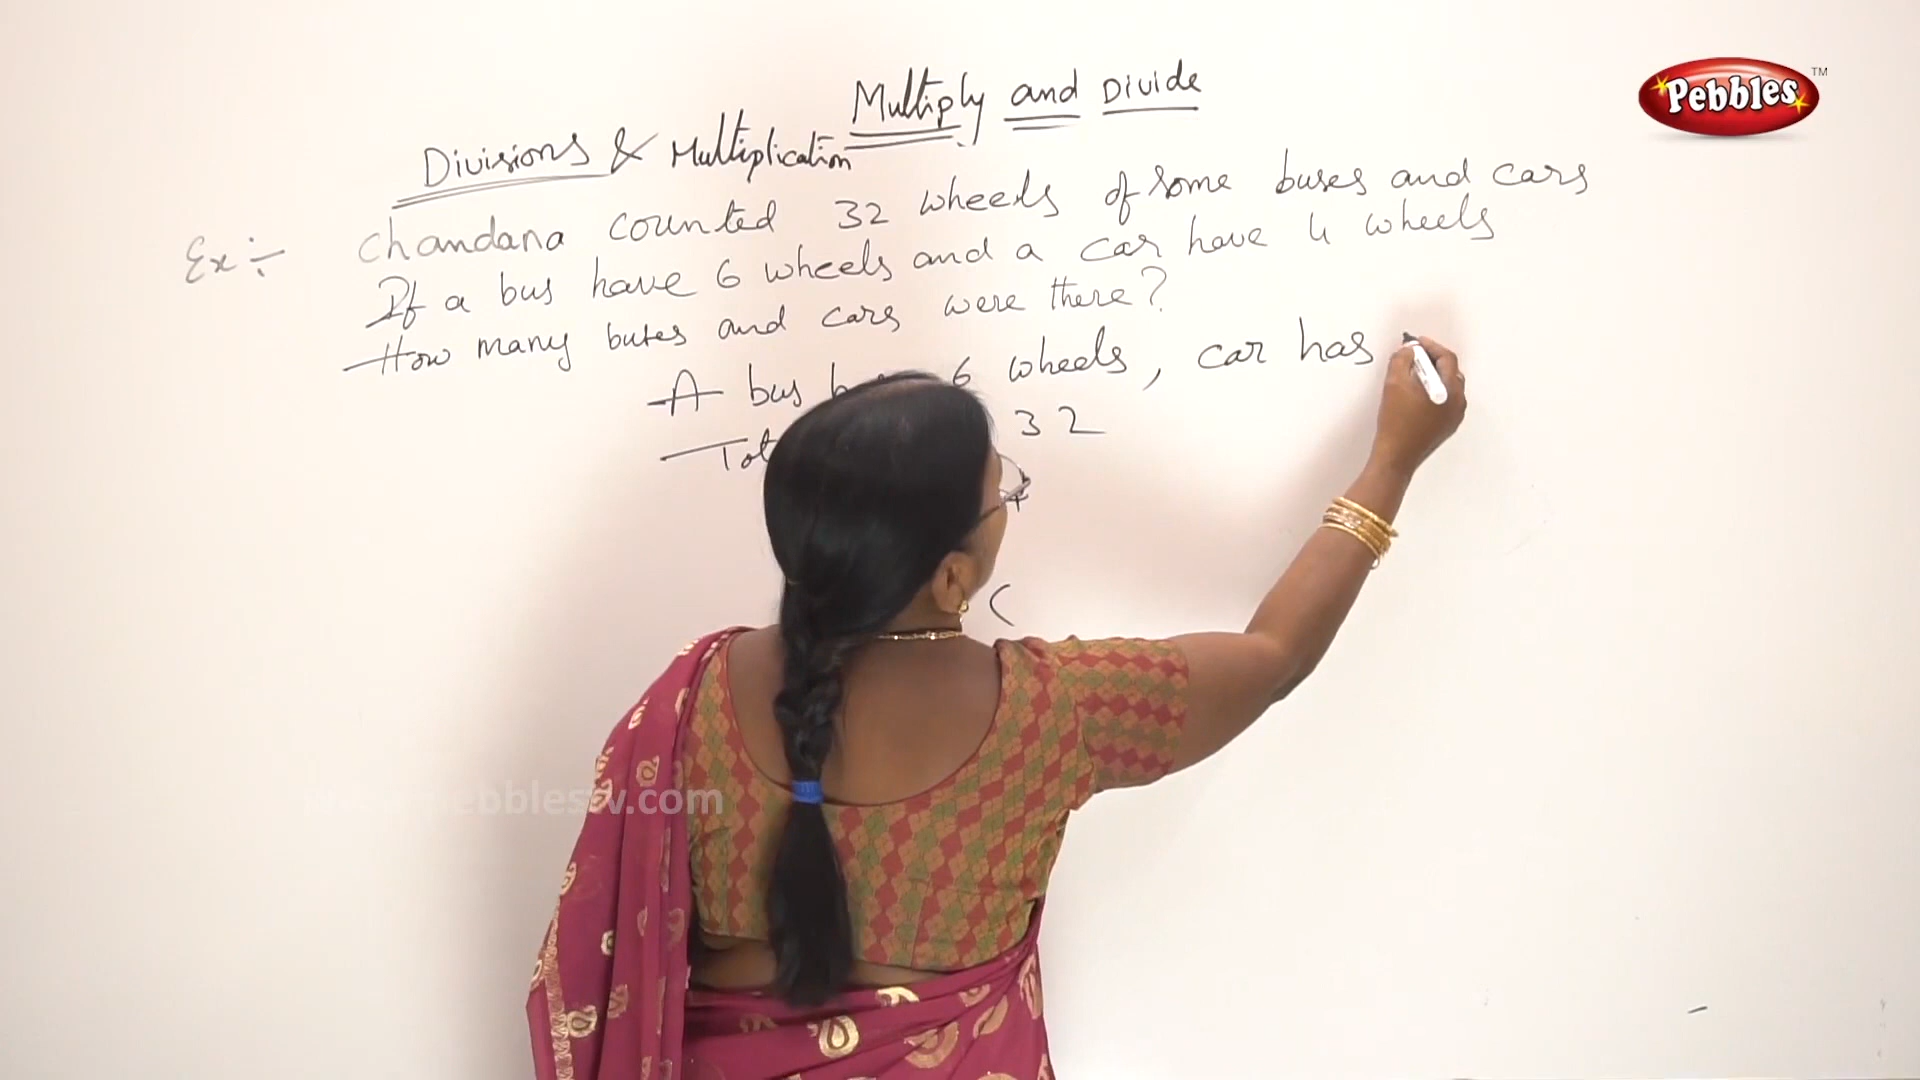 Pebbles TM
Multiply and Divide
Divisions & Multiplication
Ex:- Chandana counted 32 wheels of some buses and cars
If a bus have 6 wheels and a car have 4 wheels
How many buses and cars were there?
A bus 6 wheels, car has
32
(